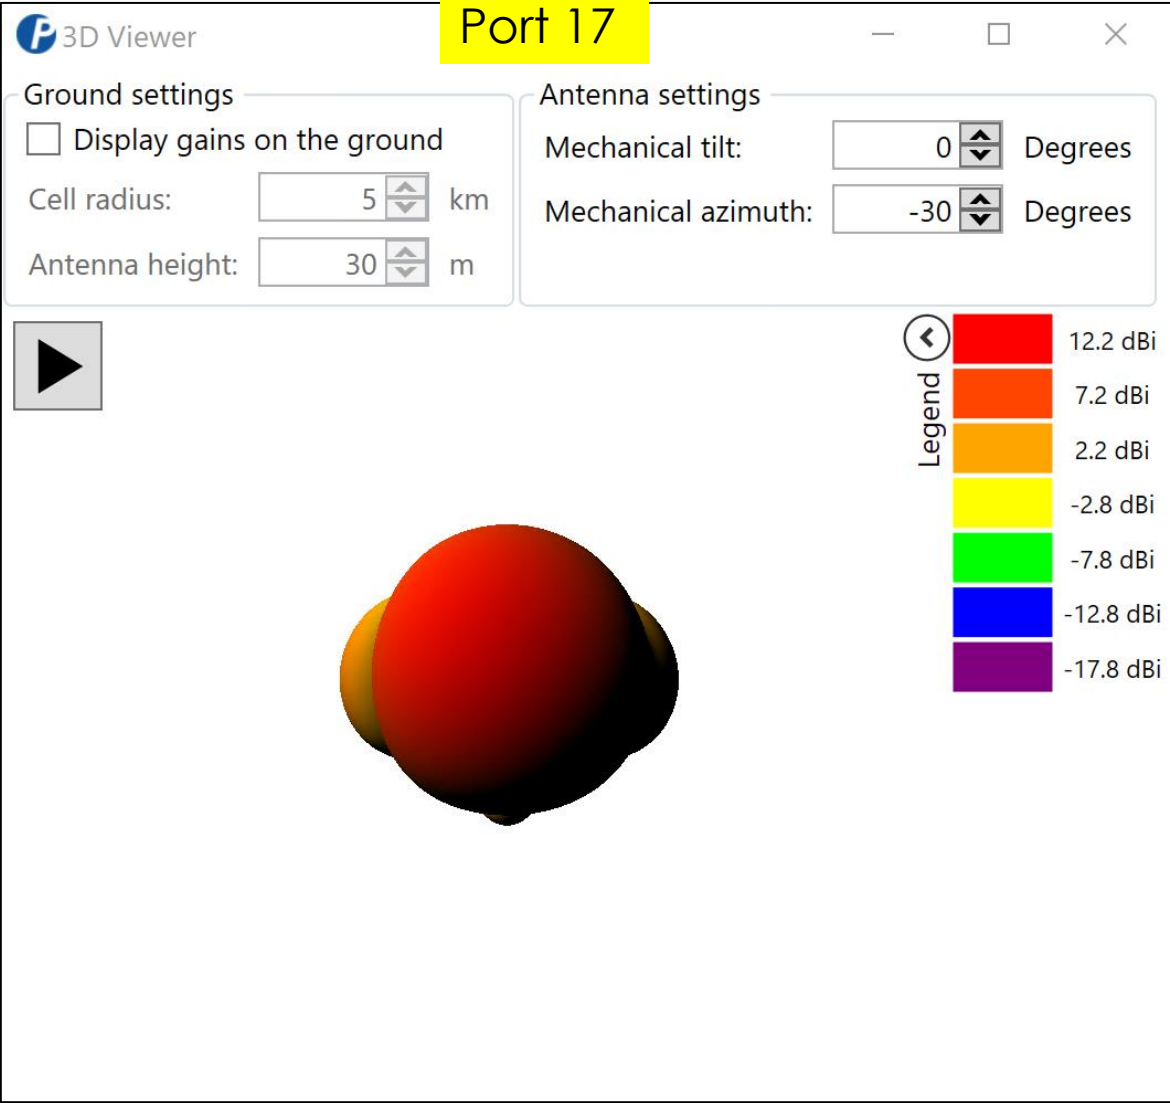 Port 17
3D Viewer
Ground settings
Display gains on the ground
Cell radius: 5 km
Antenna height: 30 m
Antenna settings
Mechanical tilt: 0 Degrees
Mechanical azimuth: -30 Degrees
Legend
12.2 dBi
7.2 dBi
2.2 dBi
-2.8 dBi
-7.8 dBi
-12.8 dBi
-17.8 dBi